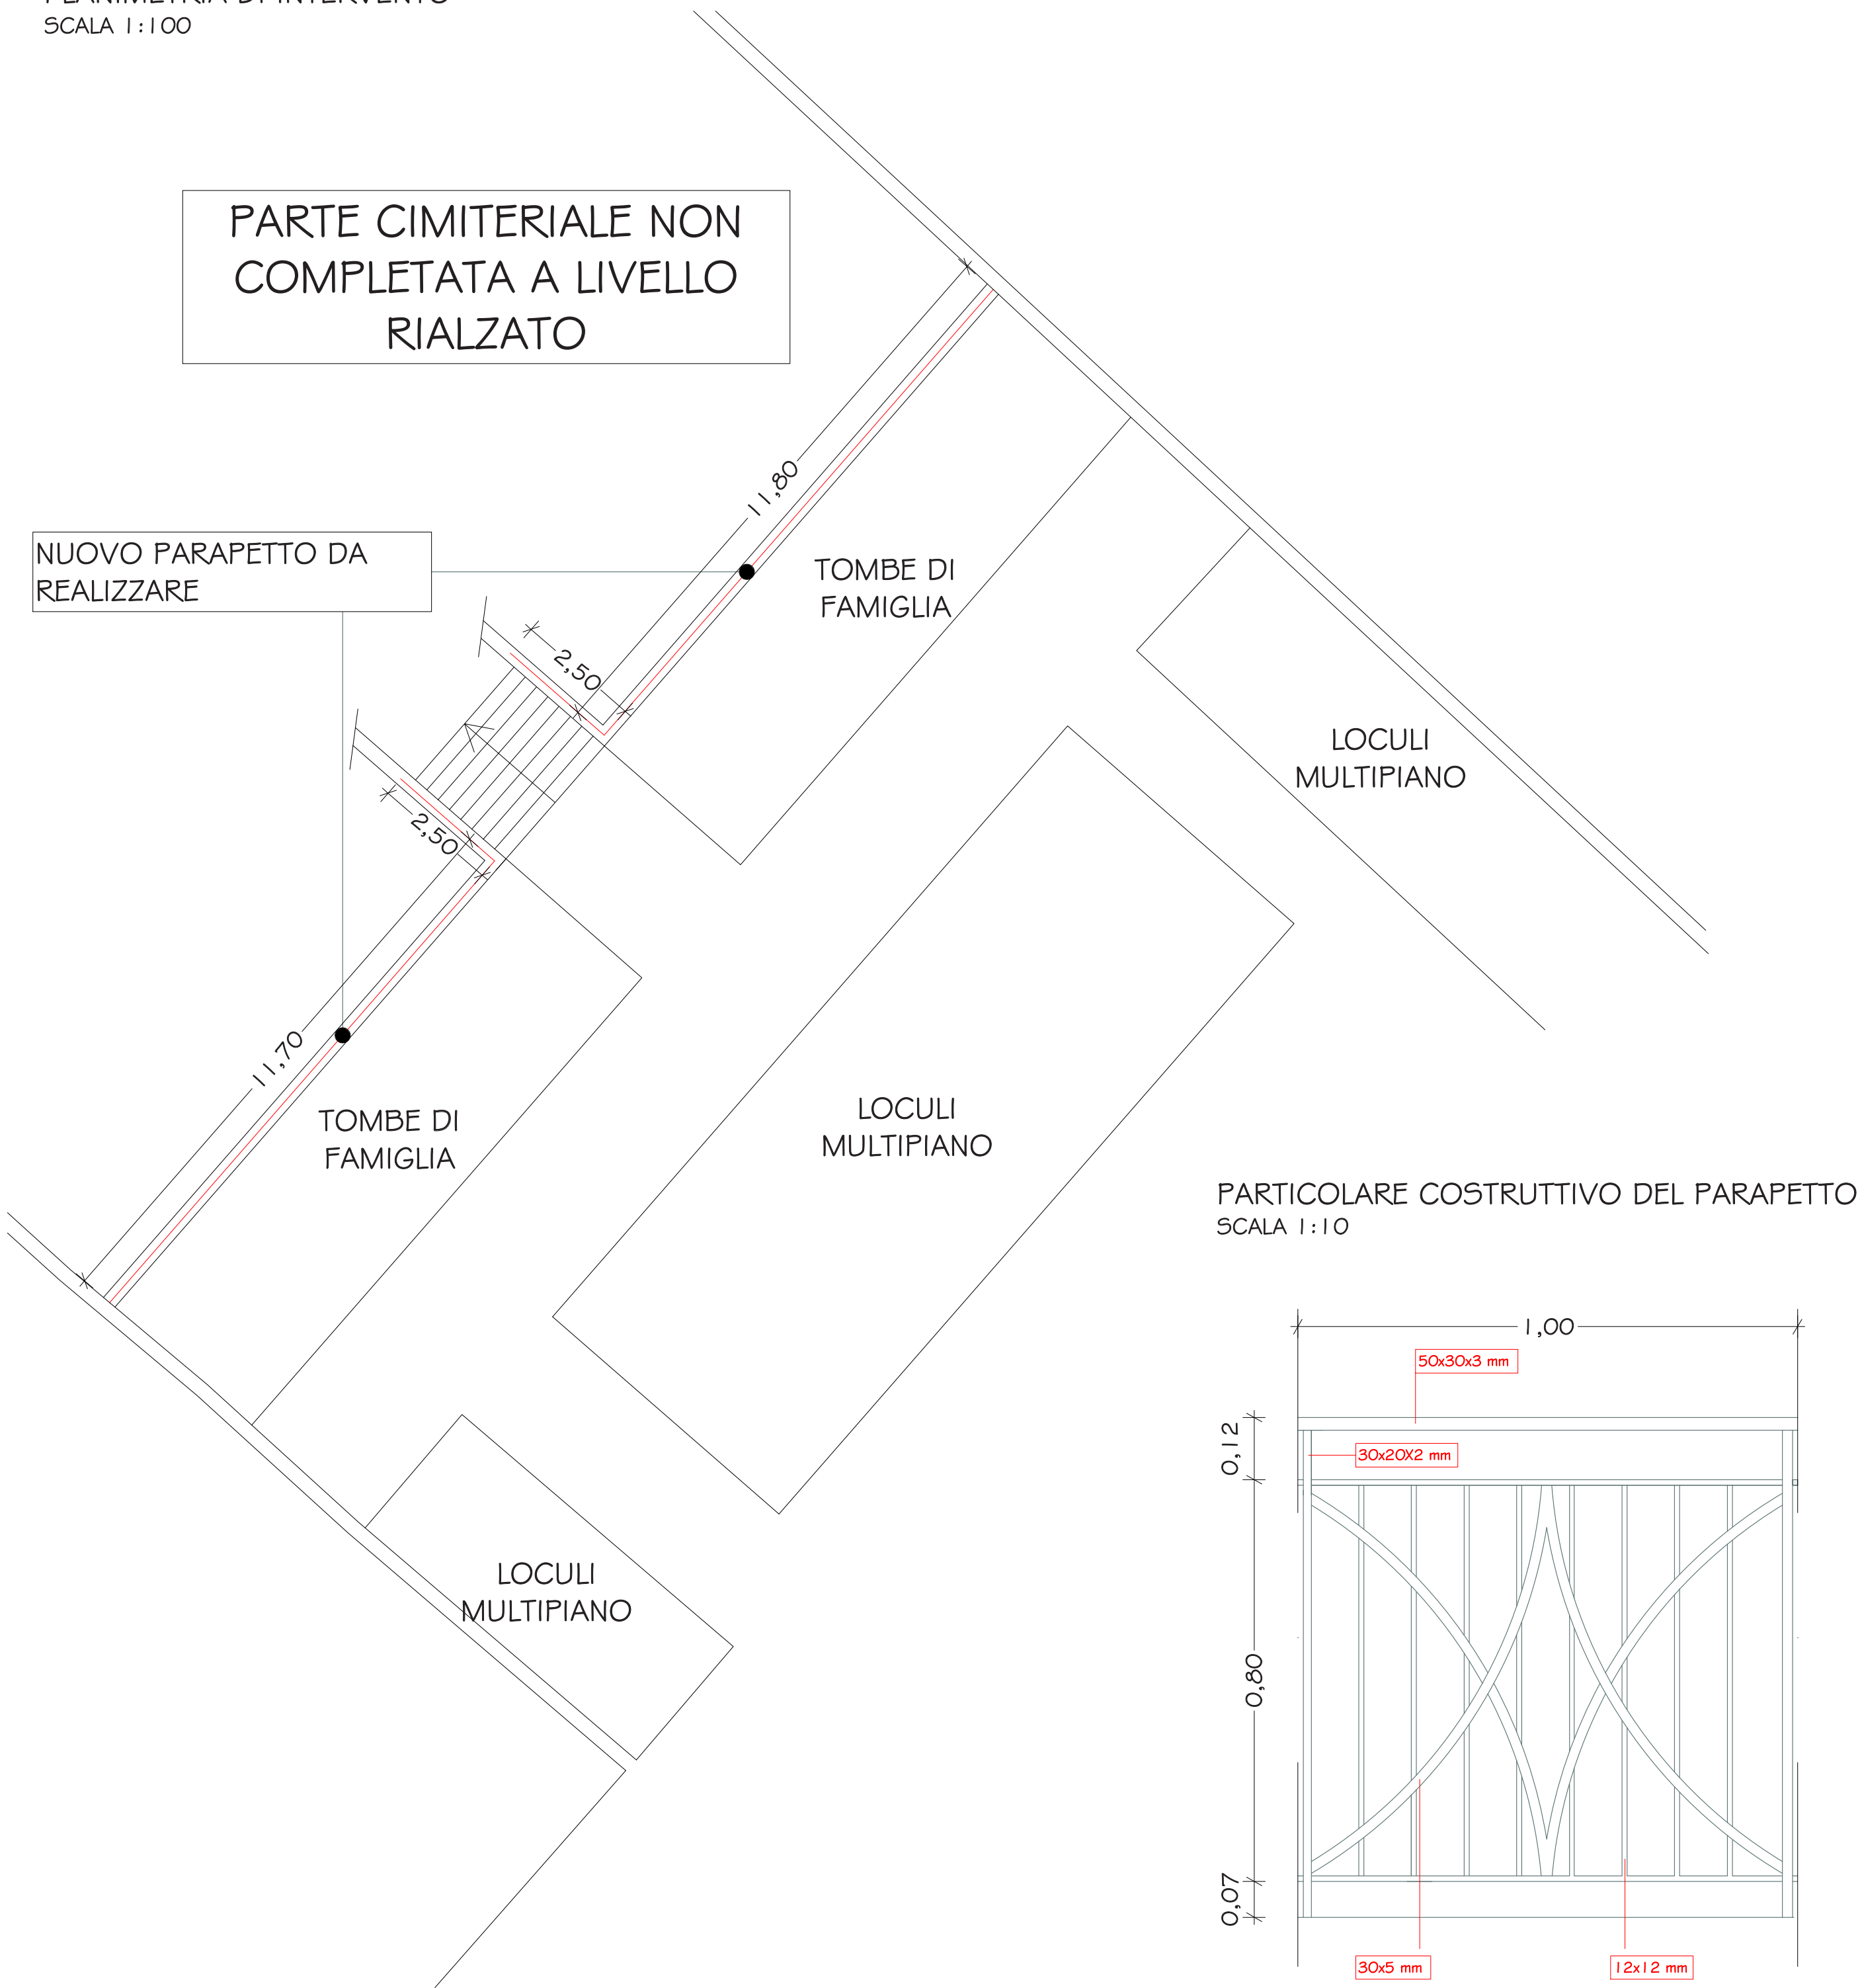 SCALA 1:100
PARTE CIMITERIALE NON
COMPLETATA A LIVELLO
RIALZATO
11,80
NUOVO PARAPETTO DA
REALIZZARE
TOMBE DI
FAMIGLIA
2,50
LOCULI
MULTIPIANO
2,50
11,70
TOMBE DI
FAMIGLIA
LOCULI
MULTIPIANO
PARTICOLARE COSTRUTTIVO DEL PARAPETTO
SCALA 1:10
1,00
50x30x3 mm
0,12
30x20X2 mm
LOCULI
MULTIPIANO
0,80
0,07
30x5 mm
12x12 mm